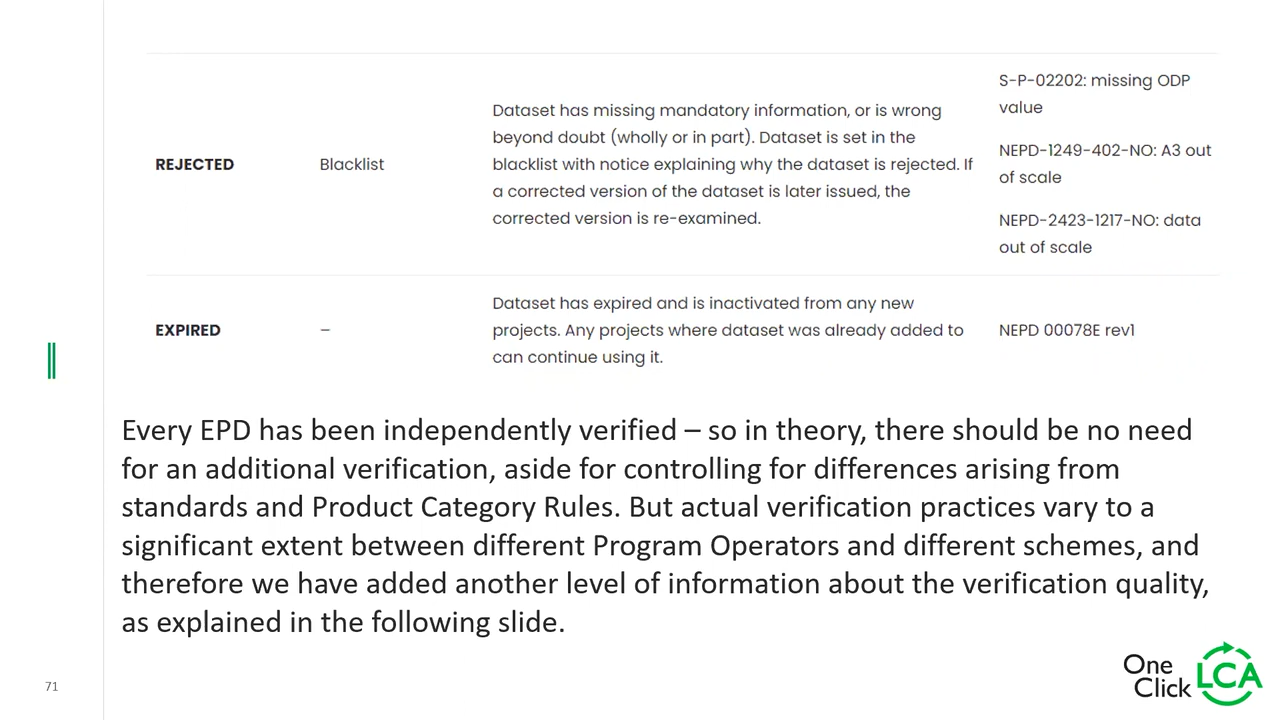 REJECTED
Blacklist
Dataset has missing mandatory information, or is wrong
beyond doubt (wholly or in part). Dataset is set in the
blacklist with notice explaining why the dataset is rejected. If
a corrected version of the dataset is later issued, the
corrected version is re-examined.
S-P-02202: missing ODP
value
NEPD-1249-402-NO: A3 out
of scale
NEPD-2423-1217-NO: data
out of scale
EXPIRED
–
Dataset has expired and is inactivated from any new
projects. Any projects where dataset was already added to
can continue using it.
NEPD 00078E rev1
Every EPD has been independently verified – so in theory, there should be no need
for an additional verification, aside for controlling for differences arising from
standards and Product Category Rules. But actual verification practices vary to a
significant extent between different Program Operators and different schemes, and
therefore we have added another level of information about the verification quality,
as explained in the following slide.
71
One
Click
LCA